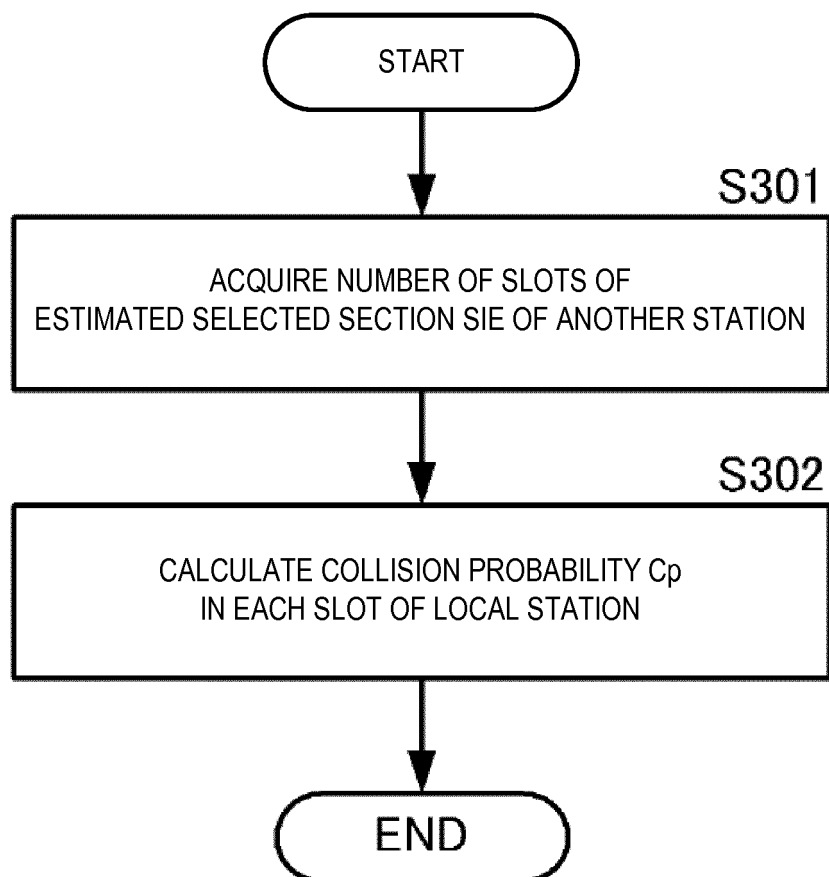 START
S301
ACQUIRE NUMBER OF SLOTS OF
ESTIMATED SELECTED SECTION SIE OF ANOTHER STATION
S302
CALCULATE COLLISION PROBABILITY Cp
IN EACH SLOT OF LOCAL STATION
END